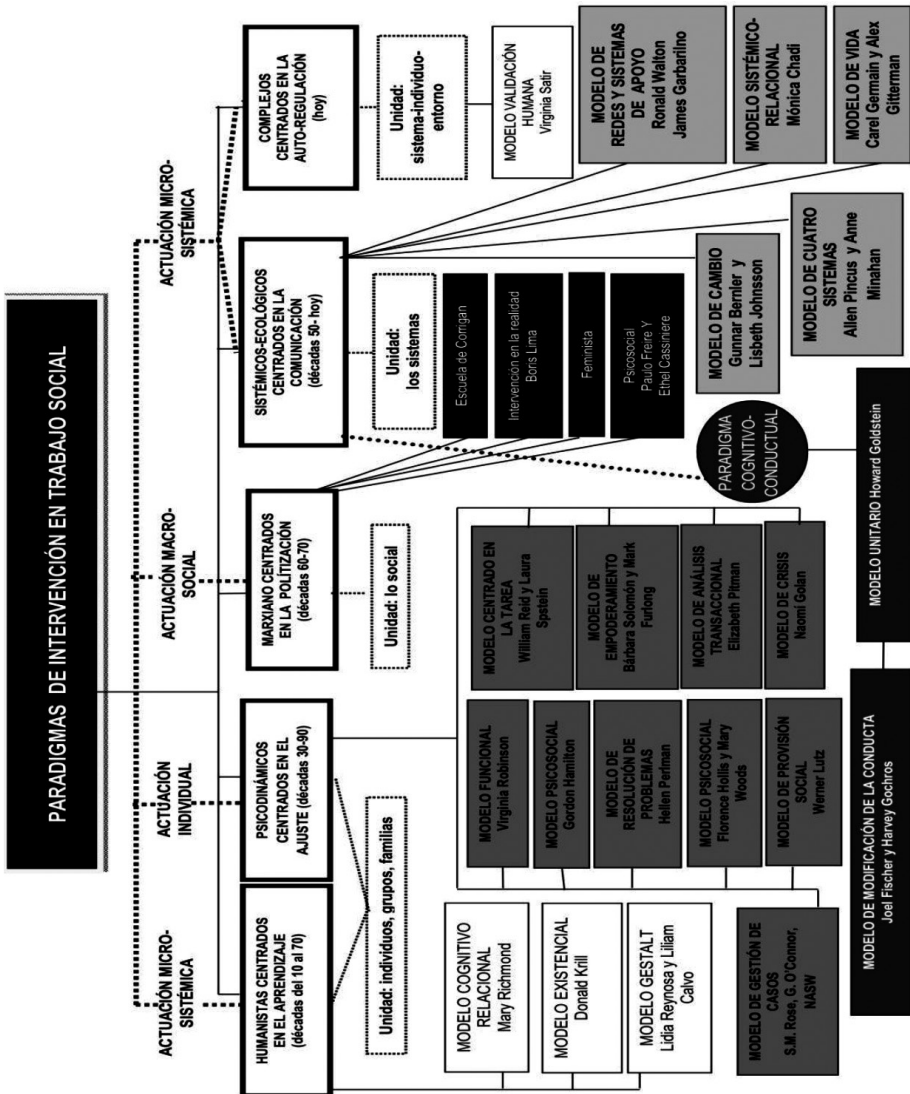 PARADIGMAS DE INTERVENCIÓN EN TRABAJO SOCIAL
ACTUACIÓN MICRO-
SISTÉMICA
ACTUACIÓN
INDIVIDUAL
ACTUACIÓN MACRO-
SOCIAL
ACTUACIÓN MICRO-
SISTÉMICA
HUMANISTAS CENTRADOS
EN EL APRENDIZAJE
(décadas del 10 al 70)
PSICODINÁMICOS
CENTRADOS EN EL
AJUSTE (décadas 30-90)
MARXIANO CENTRADOS
EN LA POLÍTIZACIÓN
(décadas 60-70)
SISTÉMICOS-ECOLÓGICOS
CENTRADOS EN LA
COMUNICACIÓN
(décadas 50- hoy)
COMPLEJOS
CENTRADOS EN LA
AUTO-REGULACIÓN
(hoy)
Unidad: individuos, grupos, familias
Unidad: lo social
Unidad:
los sistemas
Unidad:
sistema-individuo-
entorno
MODELO COGNITIVO
RELACIONAL
Mary Richmond
MODELO EXISTENCIAL
Donald Krill
MODELO GESTALT
Lidia Reynosa y Liliam
Calvo
MODELO DE GESTIÓN DE
CASOS
S.M. Rose, G. O'Connor,
NASW
MODELO FUNCIONAL
Virginia Robinson
MODELO PSICOSOCIAL
Gordon Hamilton
MODELO DE
RESOLUCIÓN DE
PROBLEMAS
Hellen Perlman
MODELO PSICOSOCIAL
Florence Hollis y Mary
Woods
MODELO DE PROVISIÓN
SOCIAL
Werner Lutz
MODELO CENTRADO EN
LA TAREA
William Reid y Laura
Spstein
MODELO DE
EMPODERAMIENTO
Bárbara Solomón y Mark
Furlong
MODELO DE ANÁLISIS
TRANSACCIONAL
Elizabeth Pitman
MODELO DE CRISIS
Naomí Golan
Escuela de Corrigan
Intervención en la realidad
Boris Lima
Feminista
Psicosocial
Paulo Freire Y
Ethel Cassiniere
PARADIGMA
COGNITIVO-
CONDUCTUAL
MODELO DE CAMBIO
Gunnar Bernler y
Lisbeth Johnsson
MODELO DE CUATRO
SISTEMAS
Allen Pincus y Anne
Minahan
MODELO VALIDACIÓN
HUMANA
Virginia Satir
MODELO DE
REDES Y SISTEMAS
DE APOYO
Ronald Walton
James Garbarlino
MODELO SISTÉMICO-
RELACIONAL
Mónica Chadi
MODELO DE VIDA
Carel Germain y Alex
Gitterman
MODELO DE MODIFICACIÓN DE LA CONDUCTA
Joel Fischer y Harvey Gochros
MODELO UNITARIO Howard Goldstein